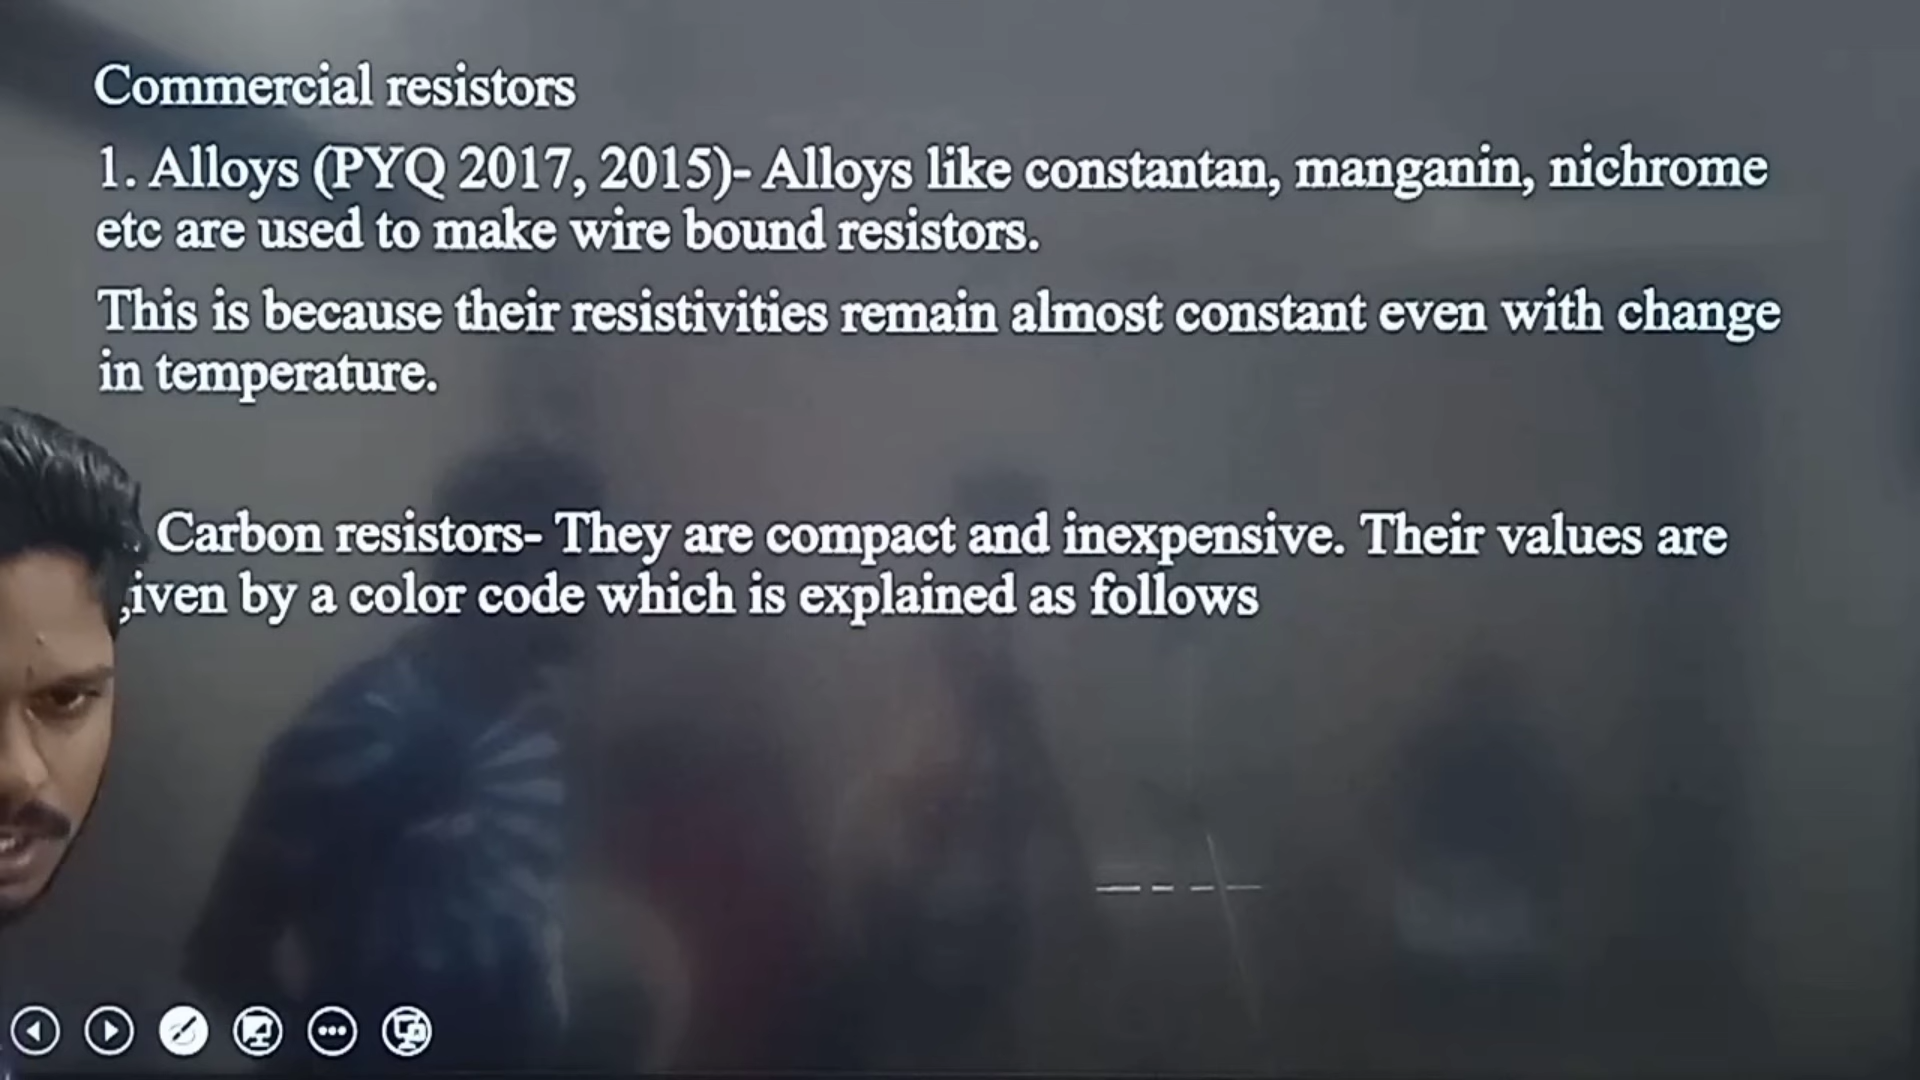 Commercial resistors
1. Alloys (PYQ 2017, 2015)- Alloys like constantan, manganin, nichrome
etc are used to make wire bound resistors.
This is because their resistivities remain almost constant even with change
in temperature.
Carbon resistors- They are compact and inexpensive. Their values are
by a color code which is explained as follows